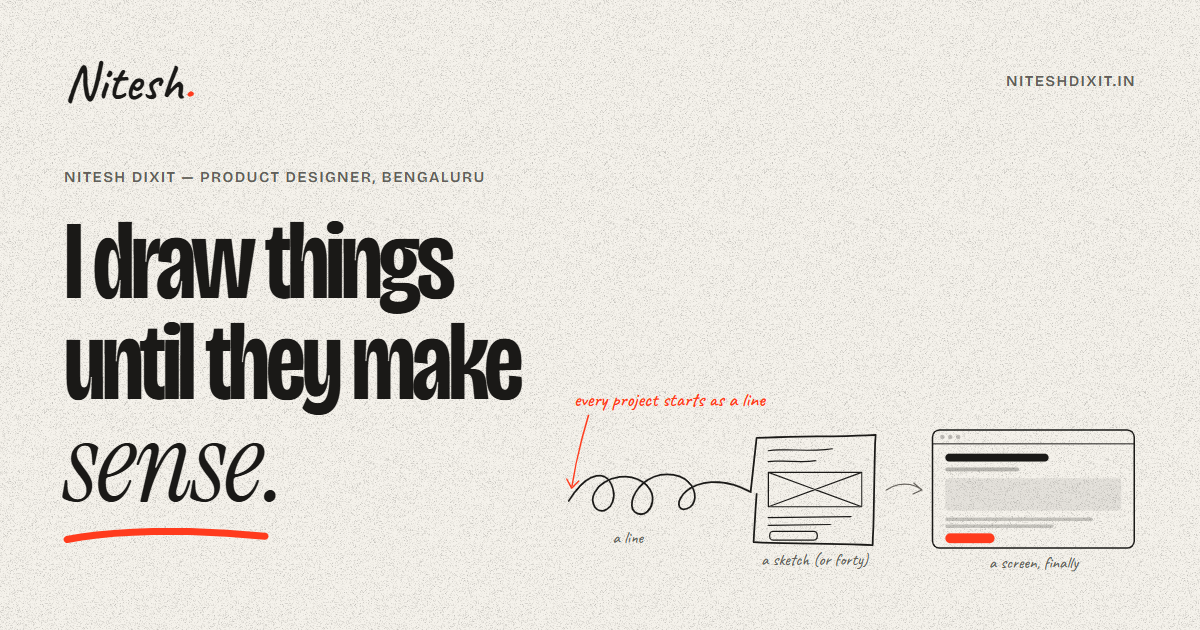 Nitesh.
NITESHDIXIT.IN
NITESH DIXIT — PRODUCT DESIGNER, BENGALURU
I draw things
until they make
sense.
every project starts as a line
a line
a sketch (or forty)
a screen, finally